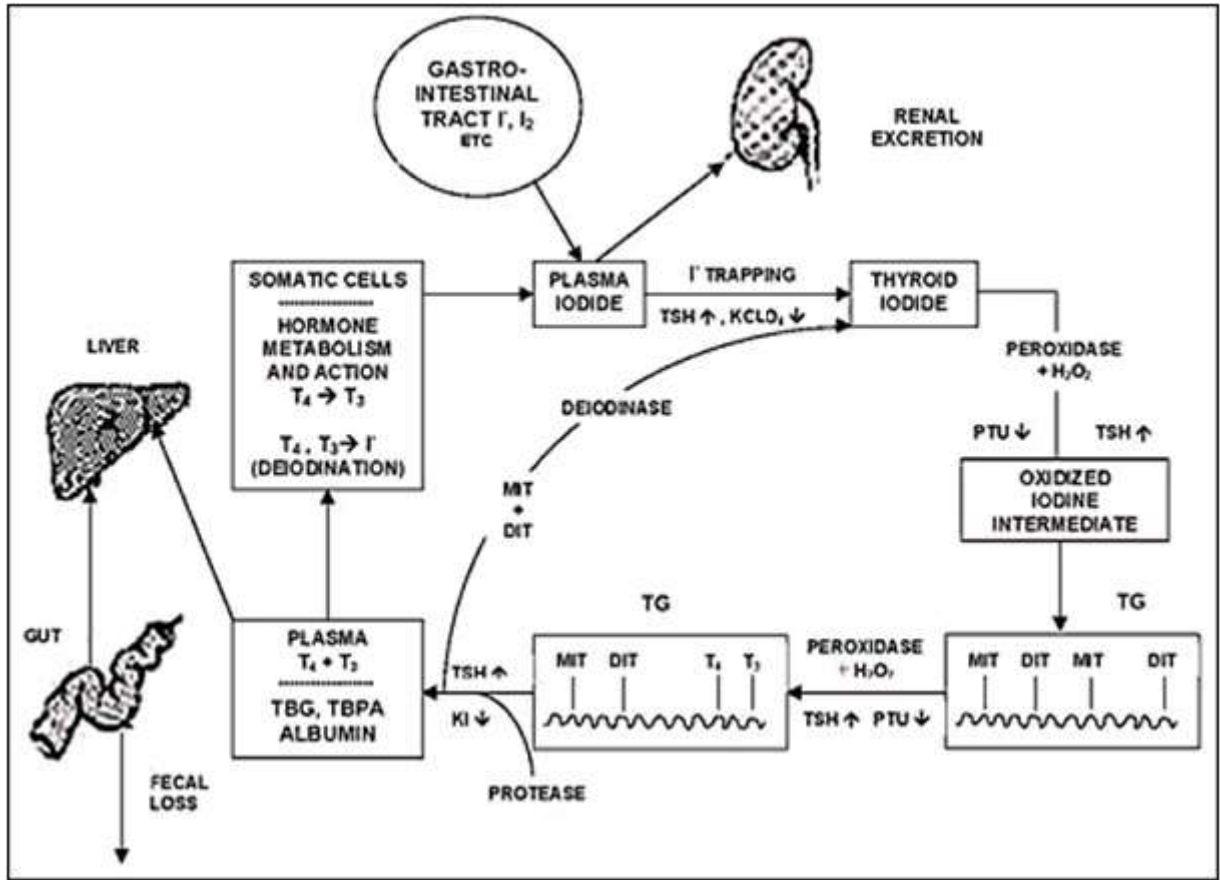 GASTRO-
INTESTINAL
TRACT I⁻, I₂
ETC
RENAL
EXCRETION
SOMATIC CELLS
HORMONE
METABOLISM
AND ACTION
T₄ → T₃
T₄ , T₃→ I⁻
(DEIODINATION)
PLASMA
IODIDE
I⁻ TRAPPING
TSH ↑ , KCLO₄ ↓
THYROID
IODIDE
LIVER
DEIODINASE
PEROXIDASE
+ H₂O₂
PTU ↓ TSH ↑
OXIDIZED
IODINE
INTERMEDIATE
MIT
+
DIT
TG
TG
GUT
PLASMA
T₄ + T₃
TBG, TBPA
ALBUMIN
TSH ↑
KI ↓
MIT DIT T₄ T₃
PEROXIDASE
+ H₂O₂
TSH ↑ PTU ↓
MIT DIT MIT DIT
PROTEASE
FECAL
LOSS